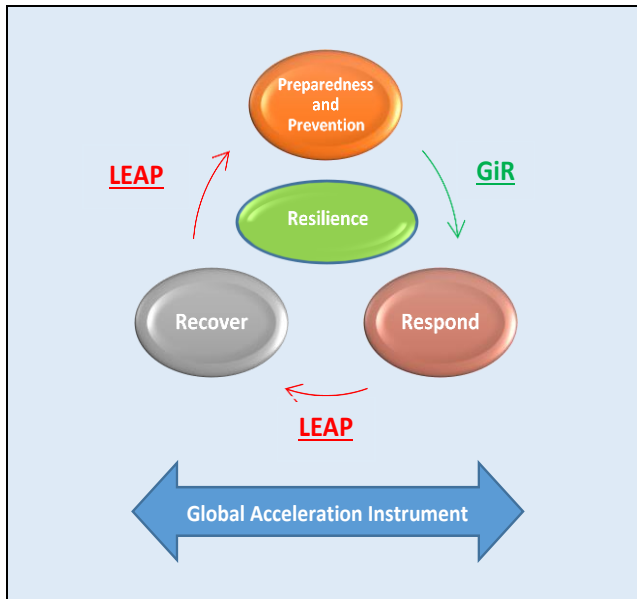 Preparedness
and
Prevention
LEAP
GiR
Resilience
Recover
Respond
LEAP
Global Acceleration Instrument